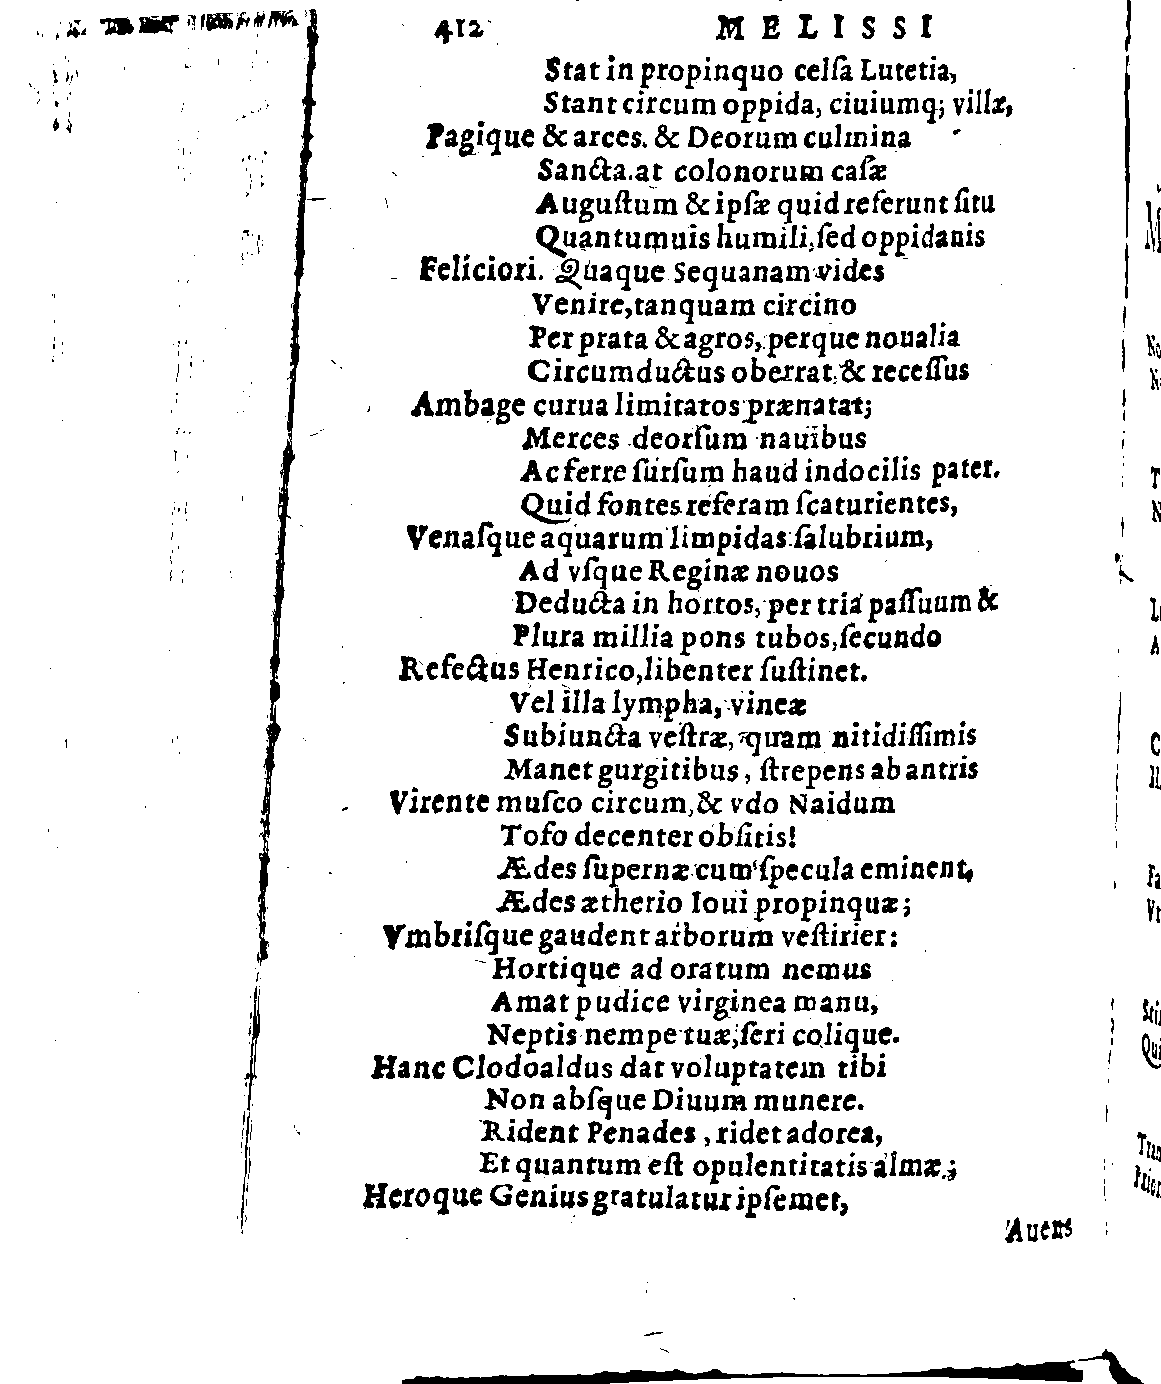 412 MELISSI
Stat in propinquo celſa Lutetia,
Stant circum oppida, ciuiumq; villæ,
Pagique & arces. & Deorum culmina
Sancta. at colonorum caſæ
Auguſtum & ipſæ quid referunt ſitu
Quantumuis humili, ſed oppidanis
Feliciori. Quaque Sequanam vides
Venire, tanquam circino
Per prata & agros, perque noualia
Circumductus oberrat, & receſſus
Ambage curua limitatos prænatat;
Merces deorſum nauibus
Ac ferre ſurſum haud indocilis pater.
Quid fontes referam ſcaturientes,
Venaſque aquarum limpidas ſalubrium,
Ad vſque Reginæ nouos
Deducta in hortos, per tria paſſuum &
Plura millia pons tubos, ſecundo
Refectus Henrico, libenter ſuſtinet.
Vel illa lympha, vineæ
Subiuncta veſtræ, quam nitidiſſimis
Manet gurgitibus, ſtrepens ab antris
Virente muſco circum, & vdo Naidum
Tofo decenter obſitis!
Ædes ſupernæ cum ſpecula eminent,
Ædes ætherio Ioui propinquæ;
Vmbriſque gaudent arborum veſtirier:
Hortique ad oratum nemus
Amat pudice virginea manu,
Neptis nempe tuæ, ſeri colique.
Hanc Clodoaldus dat voluptatem tibi
Non abſque Diuum munere.
Rident Penades, ridet adorea,
Et quantum eſt opulentitatis almæ;
Heroque Genius gratulatur ipſemet,
Auens